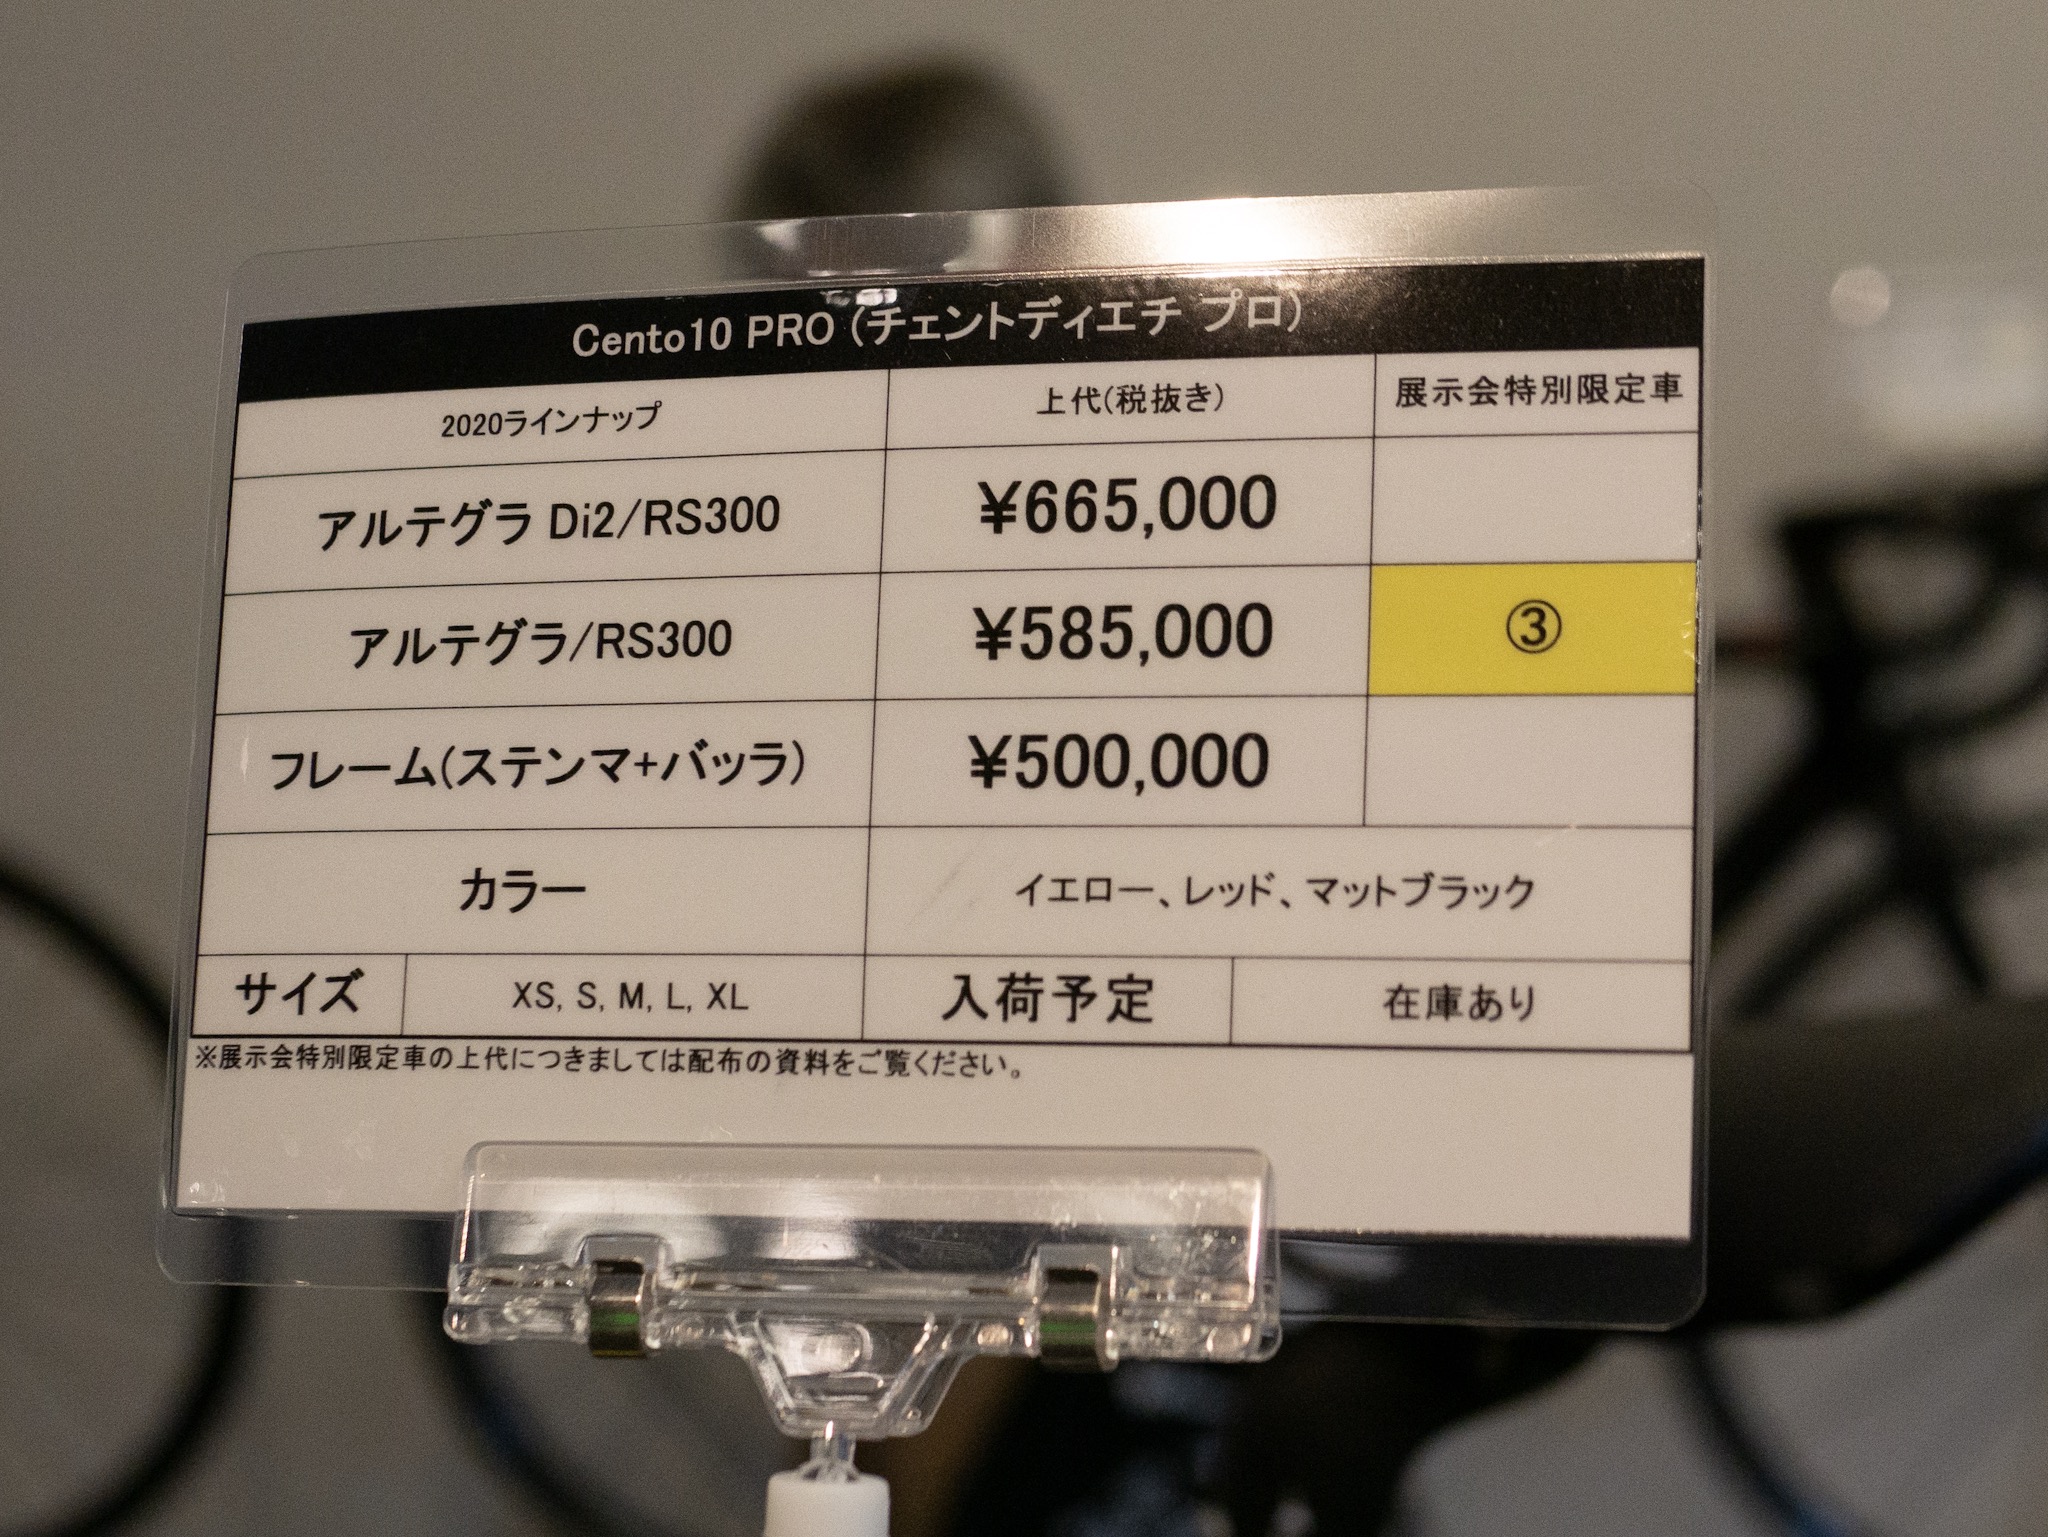 Cento10 PRO (チェントディエチ プロ)
2020ラインナップ 上代(税抜き) 展示会特別限定車
アルテグラ Di2/RS300 ¥665,000
アルテグラ/RS300 ¥585,000 ③
フレーム(ステンマ+バッラ) ¥500,000
カラー イエロー、レッド、マットブラック
サイズ XS, S, M, L, XL 入荷予定 在庫あり
※展示会特別限定車の上代につきましては配布の資料をご覧ください。